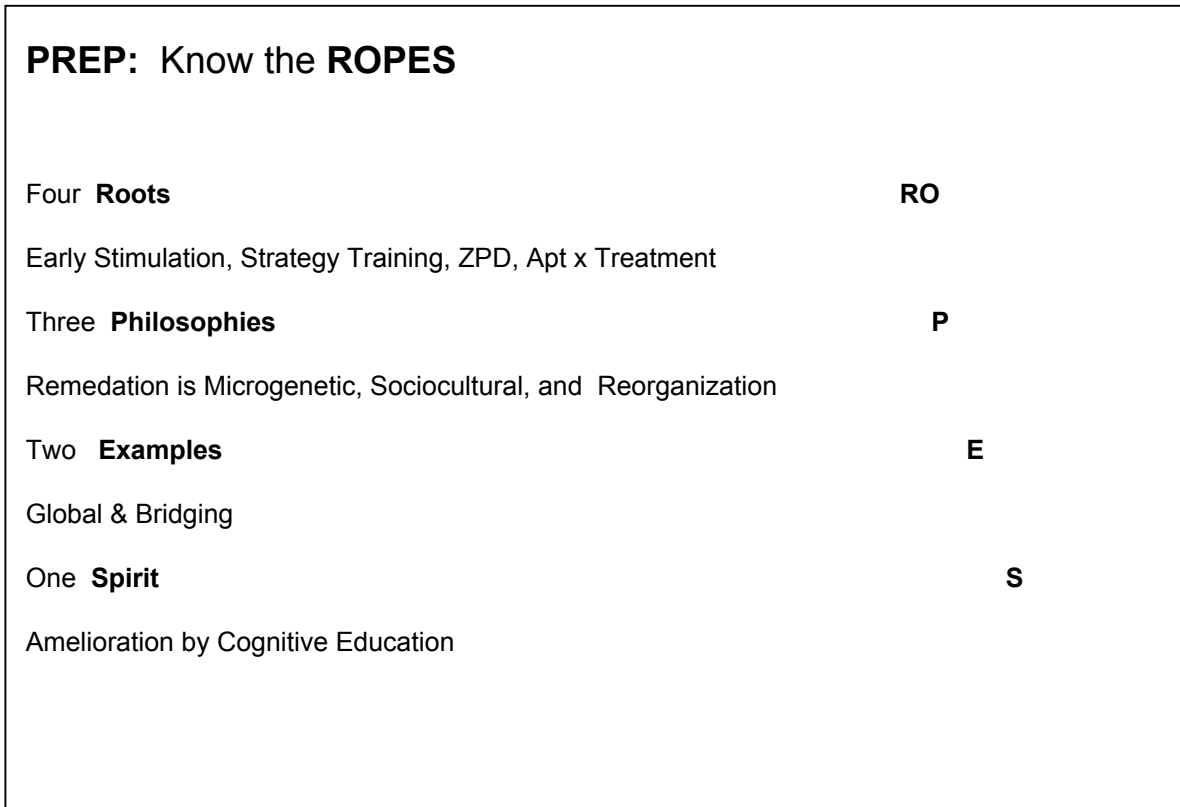 PREP: Know the ROPES
Four Roots RO
Early Stimulation, Strategy Training, ZPD, Apt x Treatment
Three Philosophies P
Remedation is Microgenetic, Sociocultural, and Reorganization
Two Examples E
Global & Bridging
One Spirit S
Amelioration by Cognitive Education